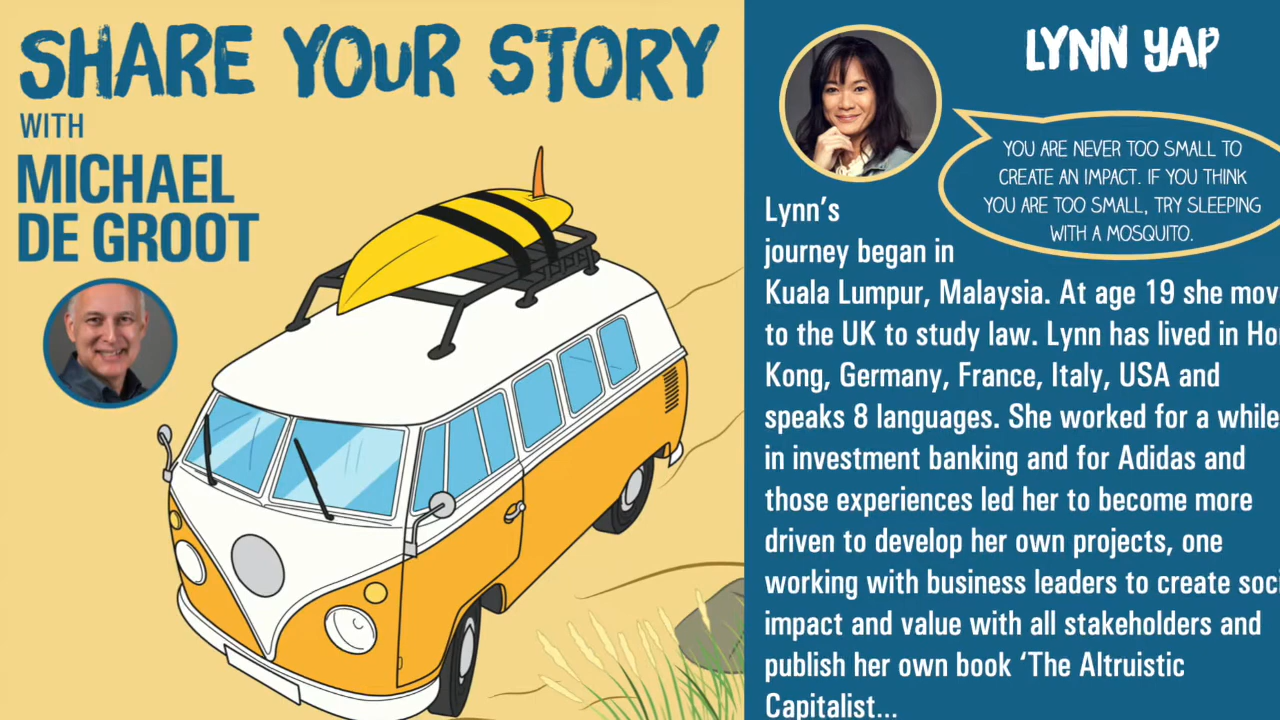 SHARE YOUR STORY
WITH
MICHAEL
DE GROOT
LYNN YAP
YOU ARE NEVER TOO SMALL TO
CREATE AN IMPACT. IF YOU THINK
YOU ARE TOO SMALL, TRY SLEEPING
WITH A MOSQUITO.
Lynn’s
journey began in
Kuala Lumpur, Malaysia. At age 19 she
to the UK to study law. Lynn has lived in
Kong, Germany, France, Italy, USA and
speaks 8 languages. She worked for a while
in investment banking and for Adidas and
those experiences led her to become more
driven to develop her own projects, one
working with business leaders to create
impact and value with all stakeholders and
publish her own book ‘The Altruistic
Capitalist...